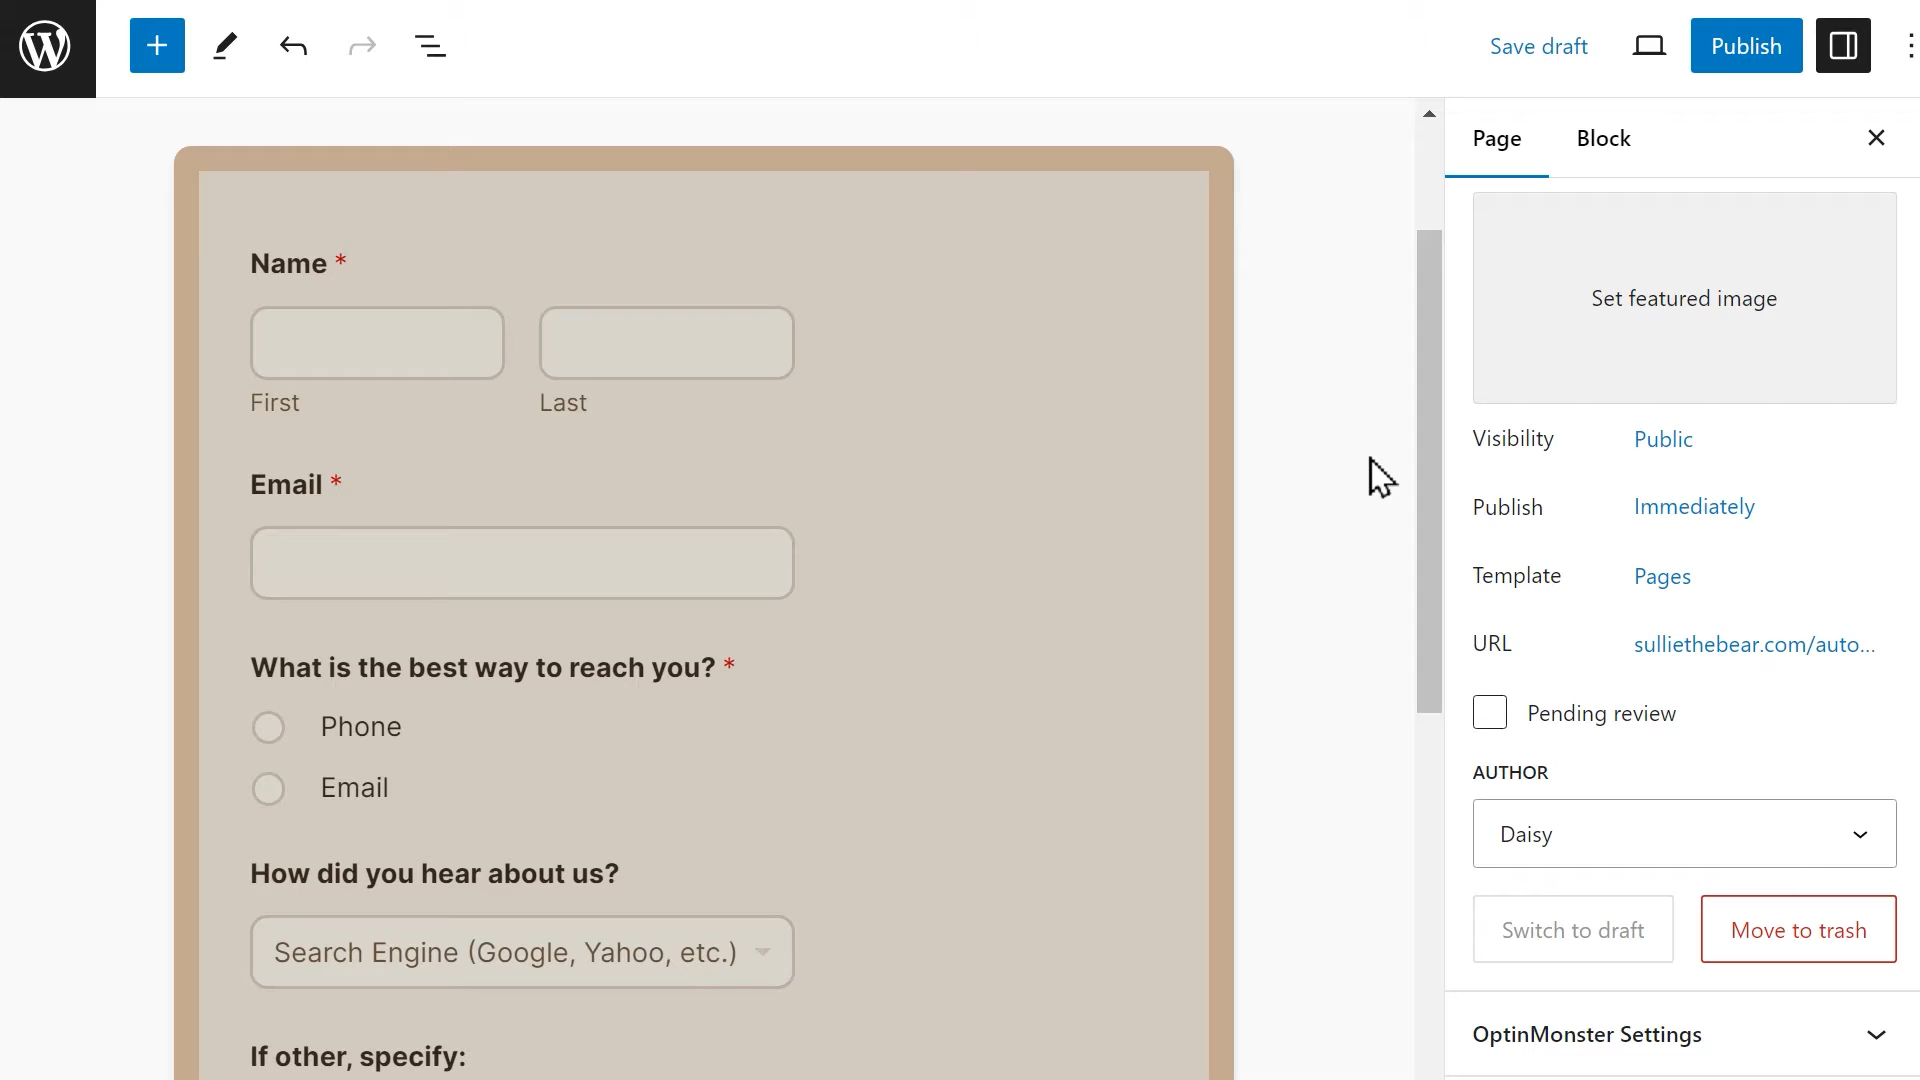 Save draft
Publish
Page
Block
Name *
First
Last
Email *
What is the best way to reach you? *
Phone
Email
How did you hear about us?
Search Engine (Google, Yahoo, etc.)
If other, specify:
Set featured image
Visibility
Public
Publish
Immediately
Template
Pages
URL
sulliethebear.com/auto...
Pending review
AUTHOR
Daisy
Switch to draft
Move to trash
OptinMonster Settings